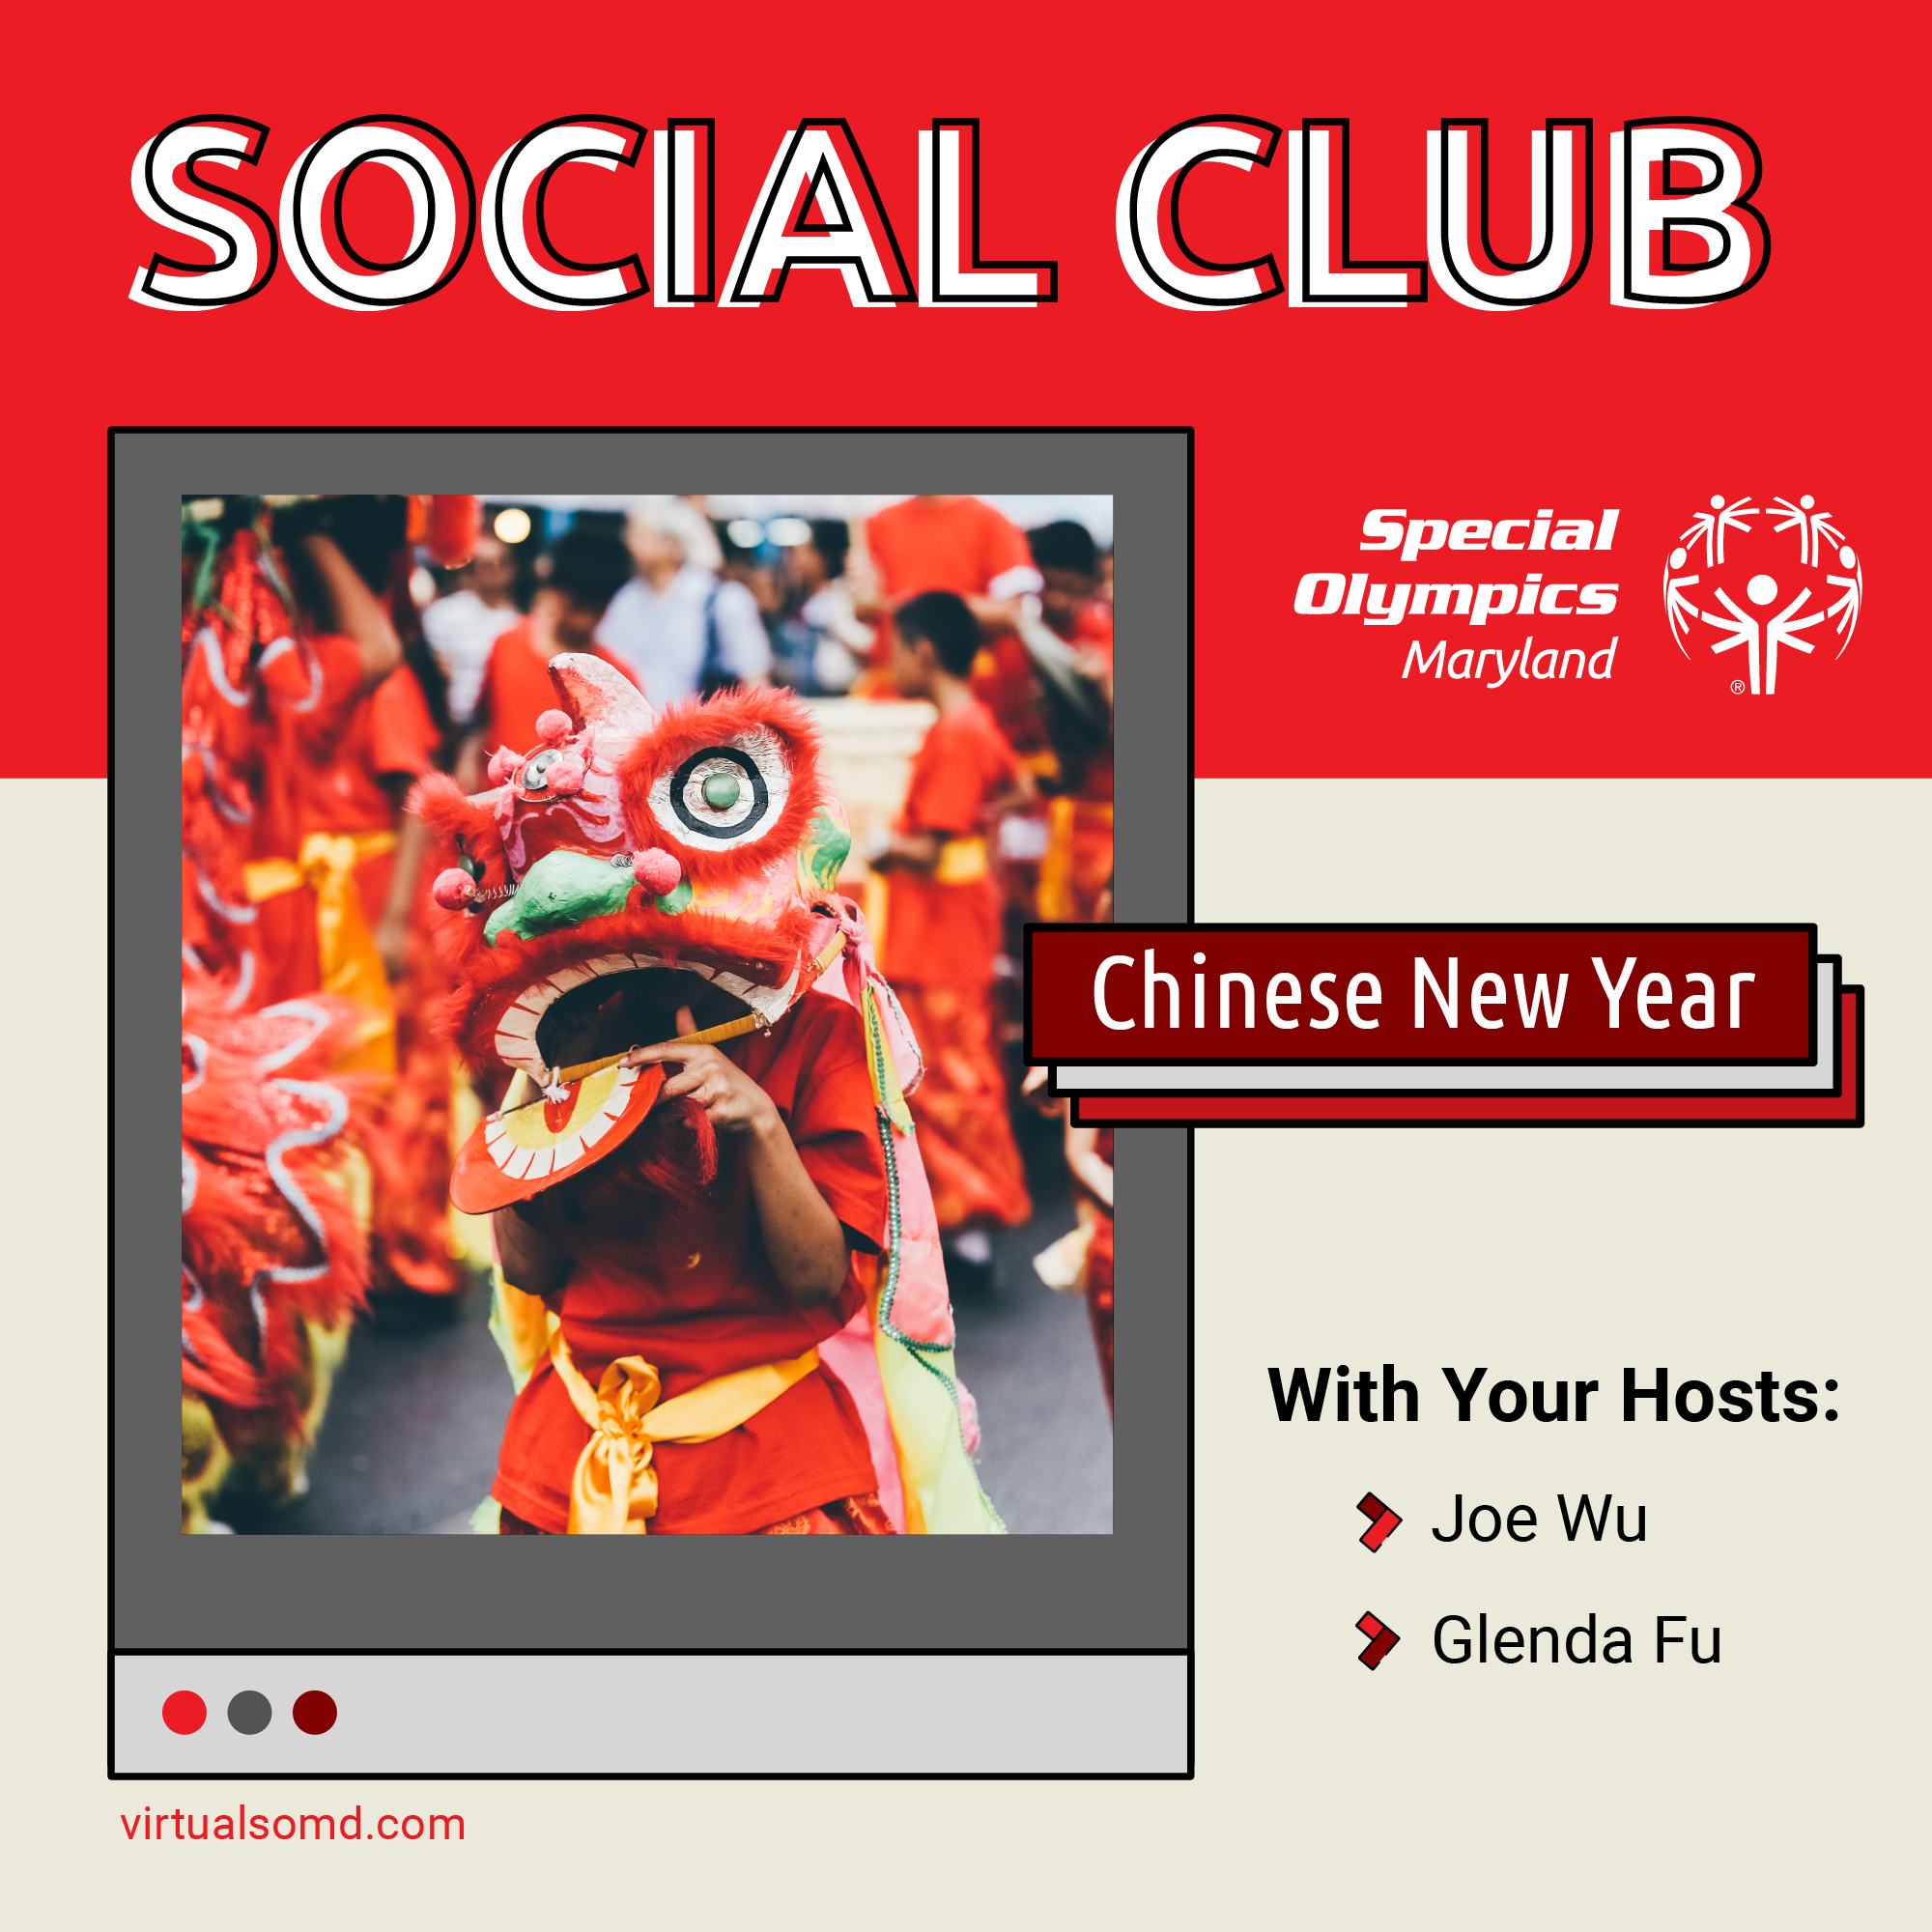 SOCIAL CLUB
Special
Olympics
Maryland
®
Chinese New Year
With Your Hosts:
Joe Wu
Glenda Fu
virtualsomd.com